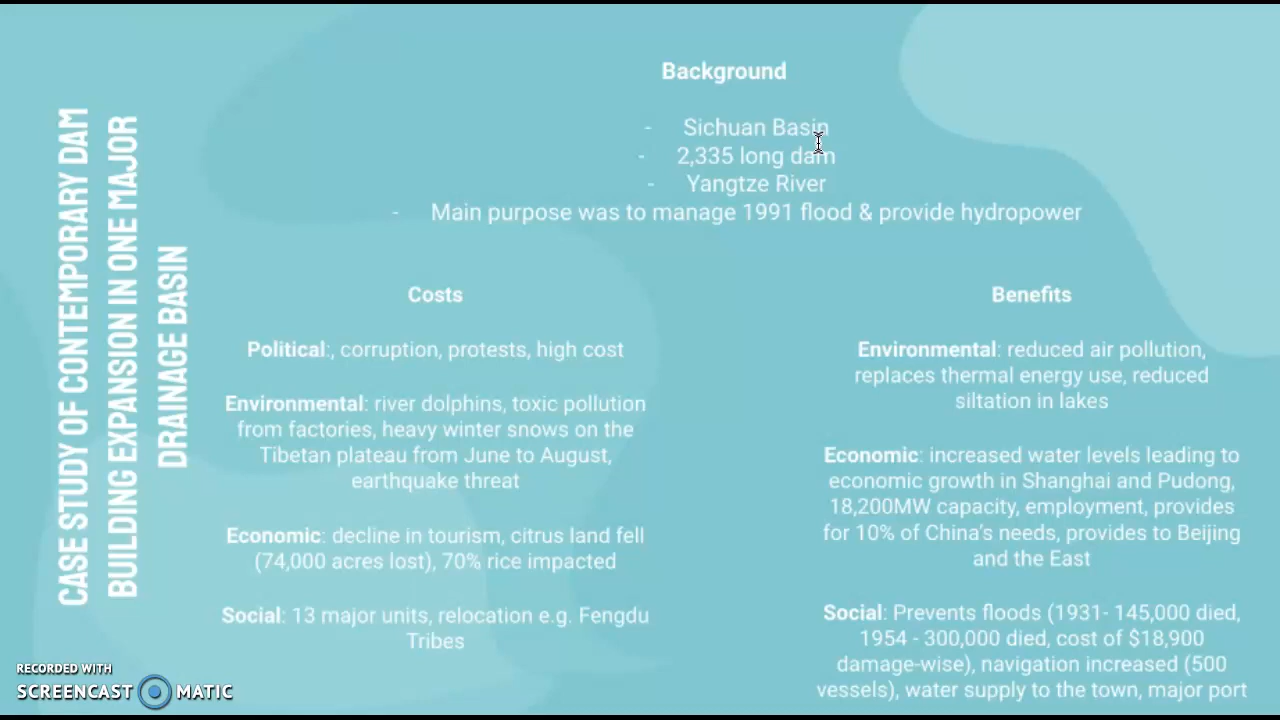 CASE STUDY OF CONTEMPORARY DAM
BUILDING EXPANSION IN ONE MAJOR
DRAINAGE BASIN
Background
- Sichuan Basin
- 2,335 long dam
- Yangtze River
- Main purpose was to manage 1991 flood & provide hydropower
Costs
Political:, corruption, protests, high cost
Environmental: river dolphins, toxic pollution
from factories, heavy winter snows on the
Tibetan plateau from June to August,
earthquake threat
Economic: decline in tourism, citrus land fell
(74,000 acres lost), 70% rice impacted
Social: 13 major units, relocation e.g. Fengdu
Tribes
Benefits
Environmental: reduced air pollution,
replaces thermal energy use, reduced
siltation in lakes
Economic: increased water levels leading to
economic growth in Shanghai and Pudong,
18,200MW capacity, employment, provides
for 10% of China's needs, provides to Beijing
and the East
Social: Prevents floods (1931- 145,000 died,
1954 - 300,000 died, cost of $18,900
damage-wise), navigation increased (500
vessels), water supply to the town, major port
RECORDED WITH
SCREENCAST MATIC